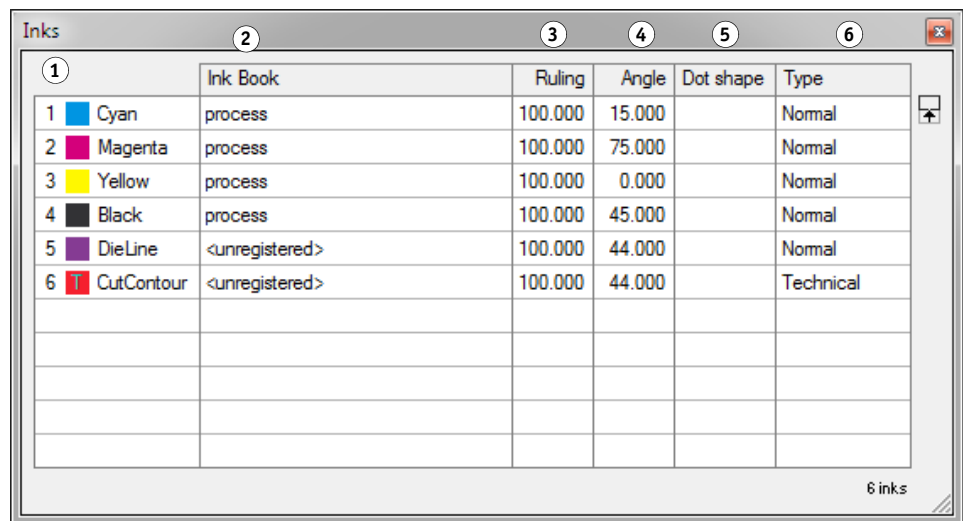 Inks
1 2 3 4 5 6
Ink Book Ruling Angle Dot shape Type
1 Cyan process 100.000 15.000 Normal
2 Magenta process 100.000 75.000 Normal
3 Yellow process 100.000 0.000 Normal
4 Black process 100.000 45.000 Normal
5 DieLine <unregistered> 100.000 44.000 Normal
6 T CutContour <unregistered> 100.000 44.000 Technical
6 inks